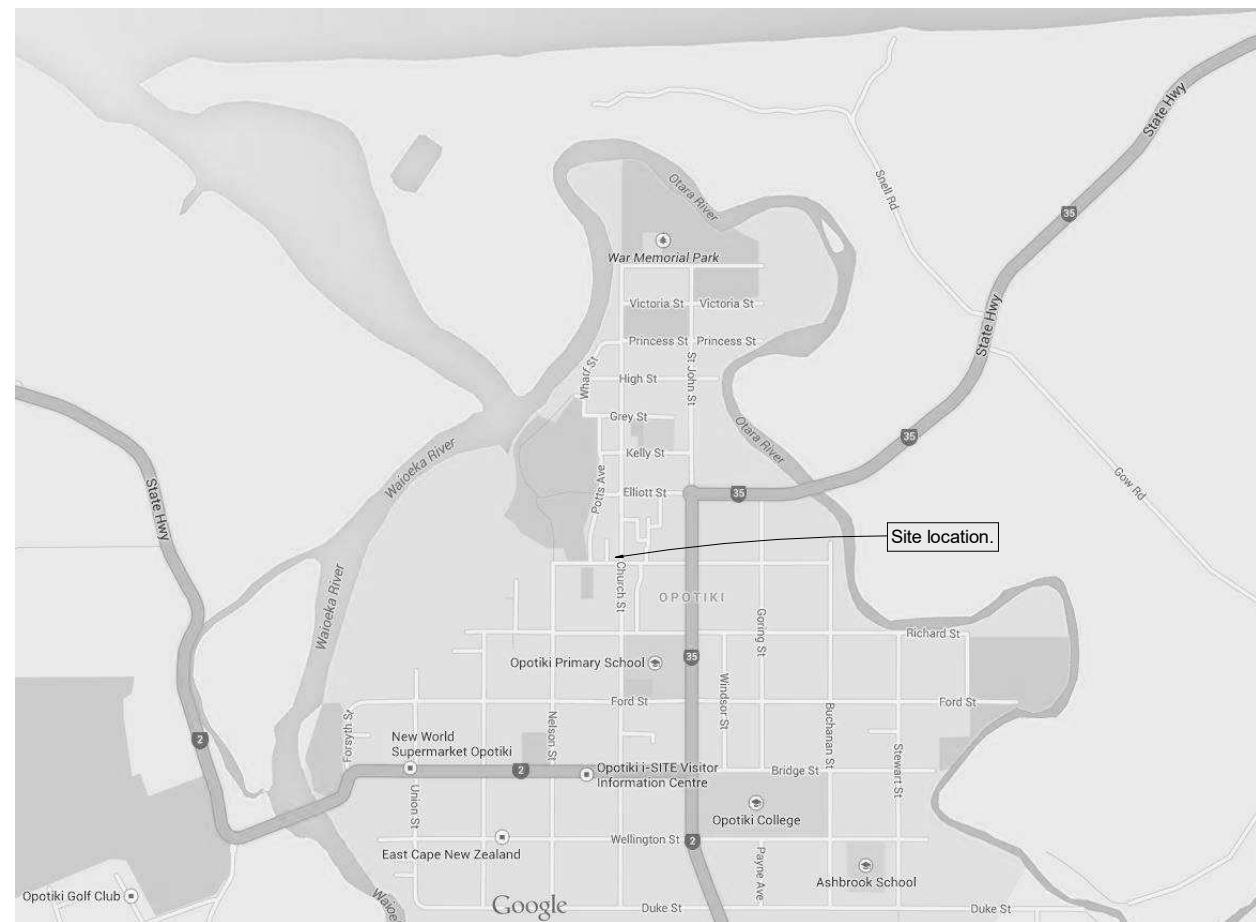 State Hwy
35
Snell Rd
Otara River
War Memorial Park
Victoria St
Victoria St
Princess St
Princess St
State Hwy
Wharf St
St John St
High St
Grey St
Otara River
35
Waioeka River
Kelly St
Gow Rd
State Hwy
Potts Ave
Elliott St
35
Site location.
Church St
Waioeka River
OPOTIKI
Goring St
Richard St
Opotiki Primary School
35
Windsor St
Ford St
Ford St
Forsyth St
Nelson St
Buchanan St
Stewart St
2
New World
Supermarket Opotiki
2
Opotiki i-SITE Visitor
Information Centre
Bridge St
Union St
Opotiki College
Wellington St
2
East Cape New Zealand
Payne Ave
Ashbrook School
Opotiki Golf Club
Waioe
Google
Duke St
Duke St